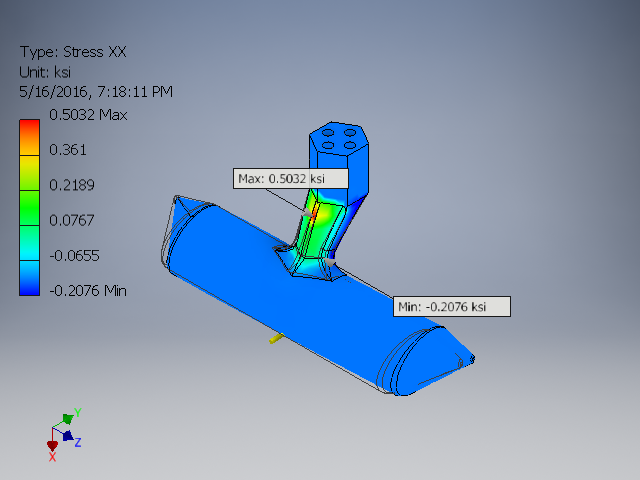 Type: Stress XX
Unit: ksi
5/16/2016, 7:18:11 PM
0.5032 Max
0.361
0.2189
0.0767
-0.0655
-0.2076 Min
Max: 0.5032 ksi
Min: -0.2076 ksi
Y
Z
X